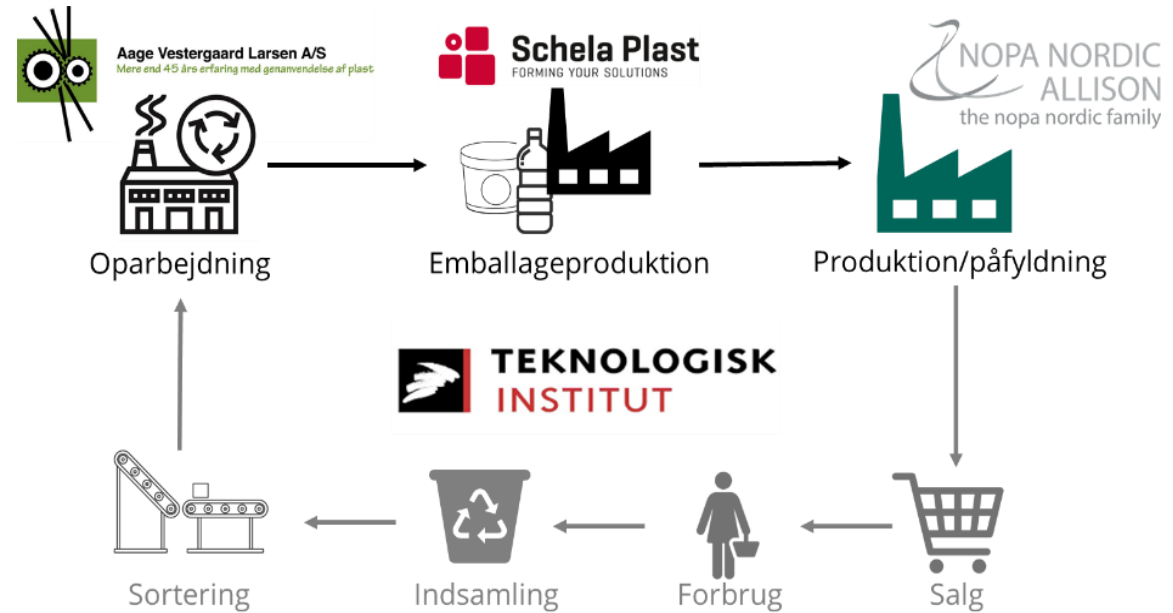 Aage Vestergaard Larsen A/S
Mere end 45 års erfaring med genanvendelse af plast
Schela Plast
FORMING YOUR SOLUTIONS
NOPA NORDIC
ALLISON
the nopa nordic family
Oparbejdning
Emballageproduktion
Produktion/påfyldning
TEKNOLOGISK
INSTITUT
Sortering
Indsamling
Forbrug
Salg